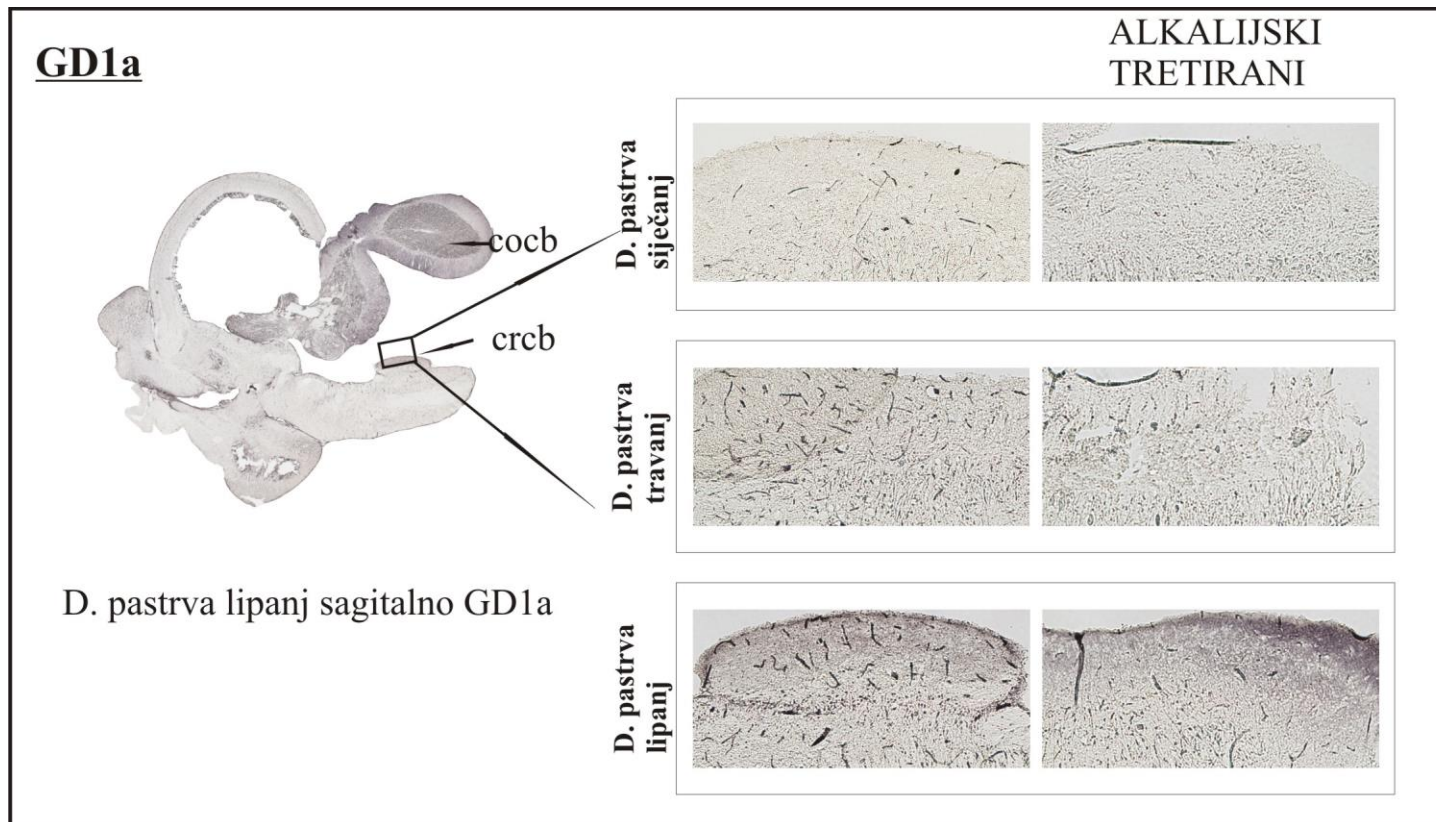 GD1a
ALKALIJSKI
TRETIRANI
D. pastrva
siječanj
cocb
crcb
D. pastrva
travanj
D. pastrva lipanj sagitalno GD1a
D. pastrva
lipanj